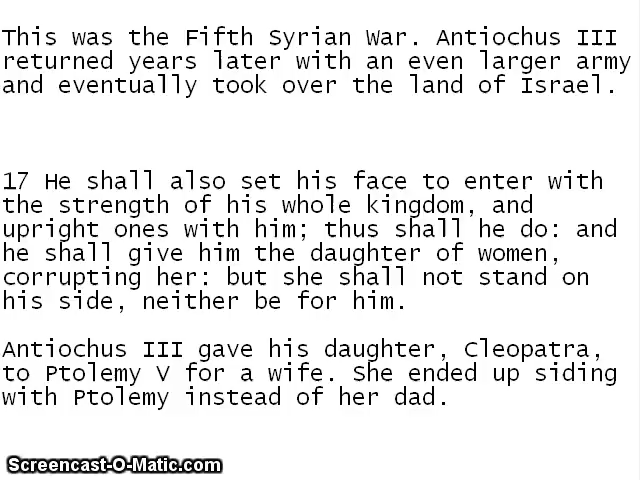 This was the Fifth Syrian War. Antiochus III
returned years later with an even larger army
and eventually took over the land of Israel.
17 He shall also set his face to enter with
the strength of his whole kingdom, and
upright ones with him; thus shall he do: and
he shall give him the daughter of women,
corrupting her: but she shall not stand on
his side, neither be for him.
Antiochus III gave his daughter, Cleopatra,
to Ptolemy V for a wife. She ended up siding
with Ptolemy instead of her dad.
Screencast-O-Matic.com